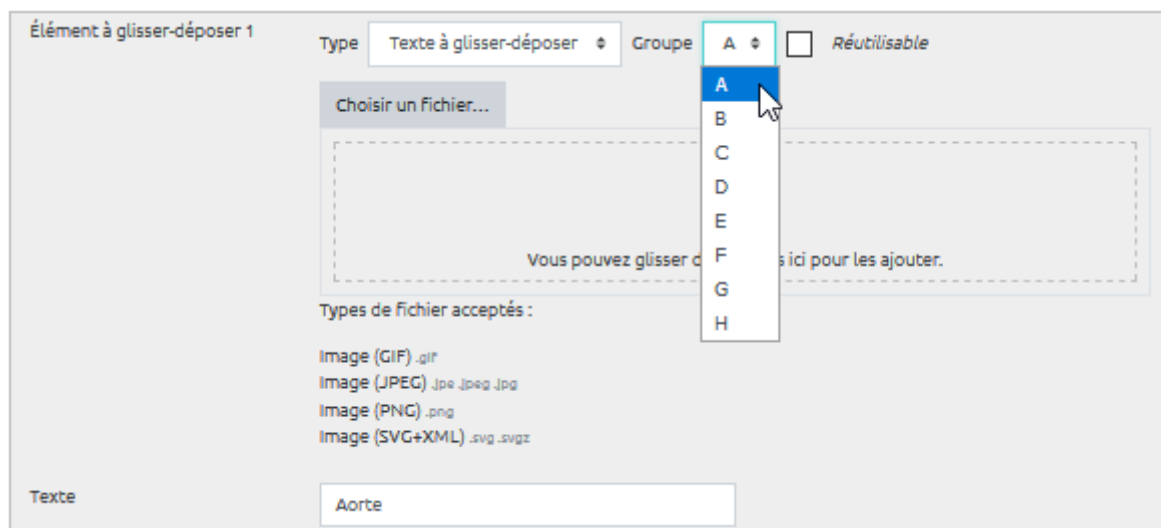 Élément à glisser-déposer 1 Type Texte à glisser-déposer Groupe A Réutilisable
A
Choisir un fichier...
B
C
D
E
Vous pouvez glisser d F s ici pour les ajouter.
G
Types de fichier acceptés :
H
Image (GIF) .gif
Image (JPEG) .jpe .jpeg .jpg
Image (PNG) .png
Image (SVG+XML) .svg .svgz
Texte Aorte